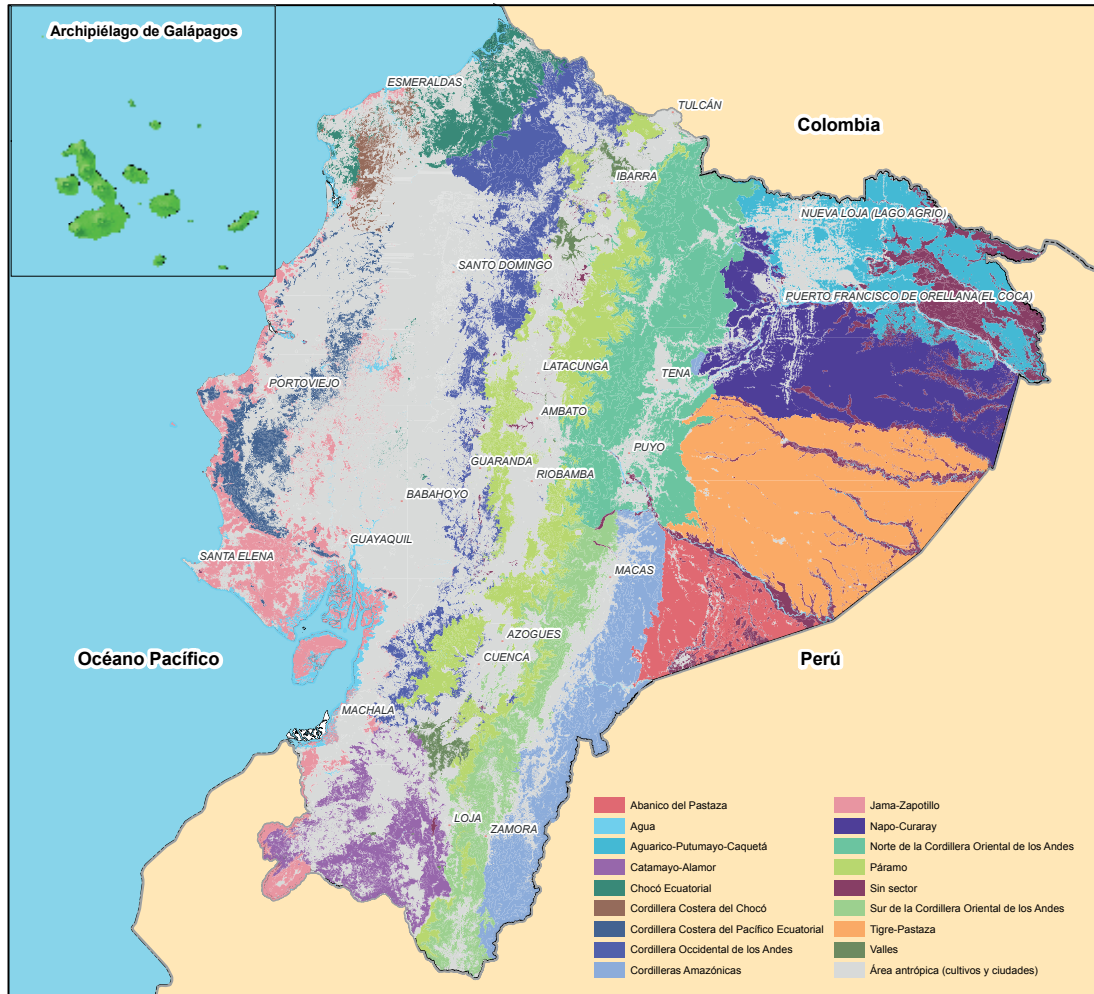 Archipiélago de Galápagos
ESMERALDAS
TULCÁN
Colombia
IBARRA
NUEVA LOJA (LAGO AGRIO)
SANTO DOMINGO
PUERTO FRANCISCO DE ORELLANA (EL COCA)
LATACUNGA
TENA
PORTOVIEJO
AMBATO
PUYO
GUARANDA
RIOBAMBA
BABAHOYO
GUAYAQUIL
SANTA ELENA
MACAS
AZOGUES
Océano Pacífico
CUENCA
Perú
MACHALA
LOJA
ZAMORA
Abanico del Pastaza
Agua
Aguarico-Putumayo-Caquetá
Catamayo-Alamor
Chocó Ecuatorial
Cordillera Costera del Chocó
Cordillera Costera del Pacífico Ecuatorial
Cordillera Occidental de los Andes
Cordilleras Amazónicas
Jama-Zapotillo
Napo-Curaray
Norte de la Cordillera Oriental de los Andes
Páramo
Sin sector
Sur de la Cordillera Oriental de los Andes
Tigre-Pastaza
Valles
Área antrópica (cultivos y ciudades)